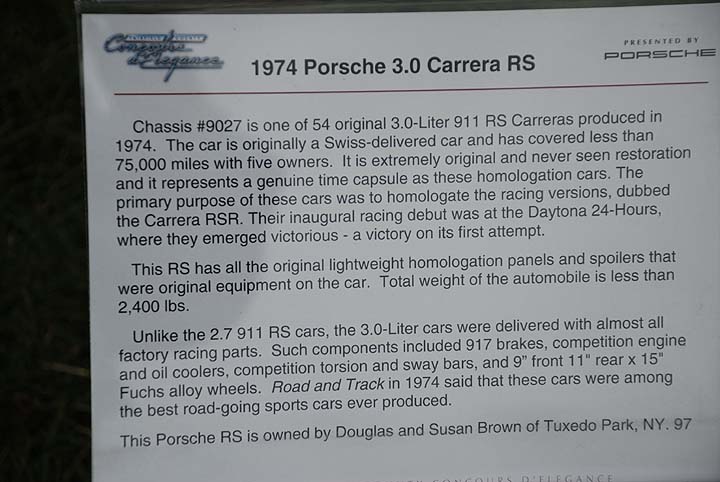 FAIRFIELD COUNTY
Concours
d'Elegance
1974 Porsche 3.0 Carrera RS
PRESENTED BY
PORSCHE
Chassis #9027 is one of 54 original 3.0-Liter 911 RS Carreras produced in
1974. The car is originally a Swiss-delivered car and has covered less than
75,000 miles with five owners. It is extremely original and never seen restoration
and it represents a genuine time capsule as these homologation cars. The
primary purpose of these cars was to homologate the racing versions, dubbed
the Carrera RSR. Their inaugural racing debut was at the Daytona 24-Hours,
where they emerged victorious - a victory on its first attempt.
This RS has all the original lightweight homologation panels and spoilers that
were original equipment on the car. Total weight of the automobile is less than
2,400 lbs.
Unlike the 2.7 911 RS cars, the 3.0-Liter cars were delivered with almost all
factory racing parts. Such components included 917 brakes, competition engine
and oil coolers, competition torsion and sway bars, and 9” front 11" rear x 15"
Fuchs alloy wheels. Road and Track in 1974 said that these cars were among
the best road-going sports cars ever produced.
This Porsche RS is owned by Douglas and Susan Brown of Tuxedo Park, NY. 97
CONCOURS D'ELEGANCE